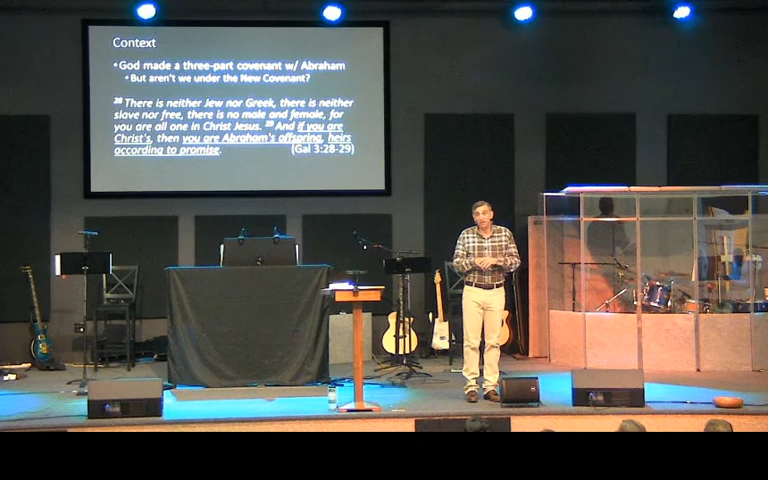 Context
•God made a three-part covenant w/ Abraham
•But aren't we under the New Covenant?
28 There is neither Jew nor Greek, there is neither
slave nor free, there is no male and female, for
you are all one in Christ Jesus. 29 And if you are
Christ's, then you are Abraham's offspring, heirs
according to promise. (Gal 3:28-29)